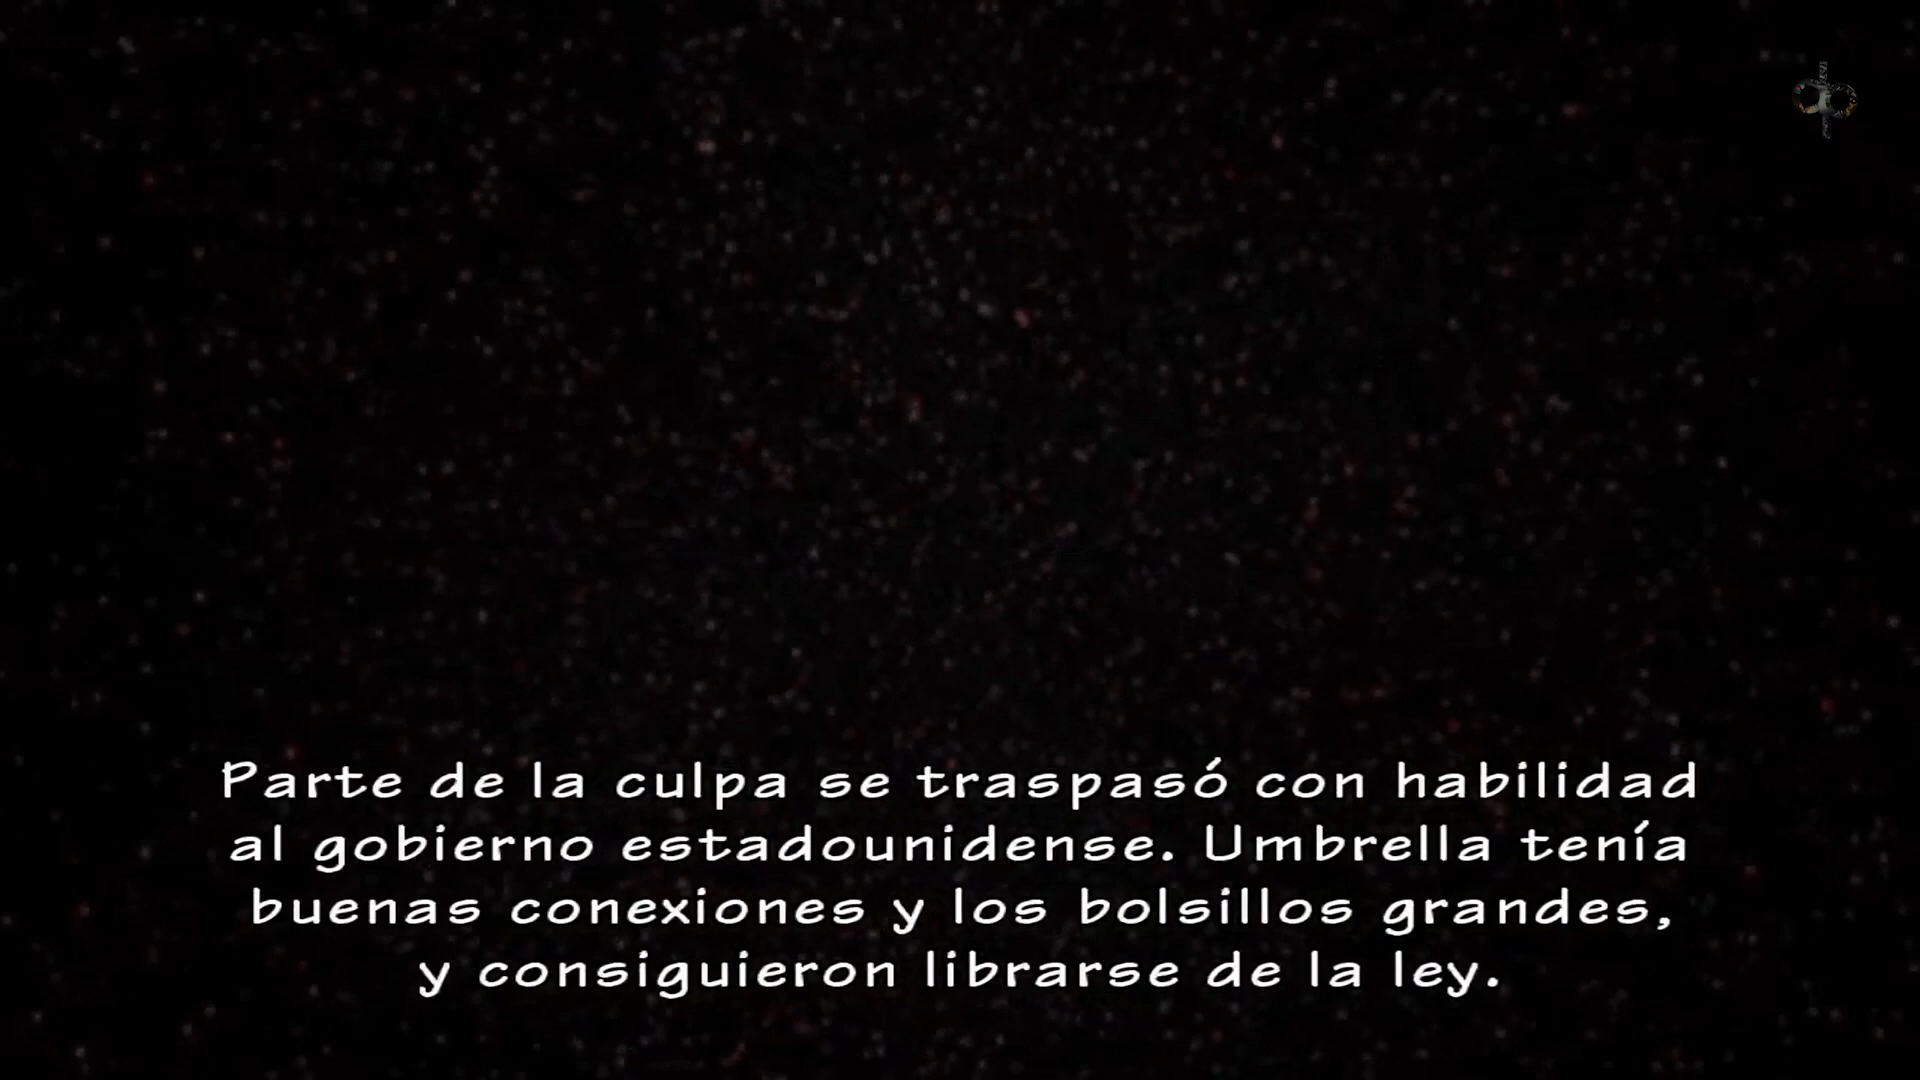 Parte de la culpa se traspasó con habilidad
al gobierno estadounidense. Umbrella tenía
buenas conexiones y los bolsillos grandes,
y consiguieron librarse de la ley.